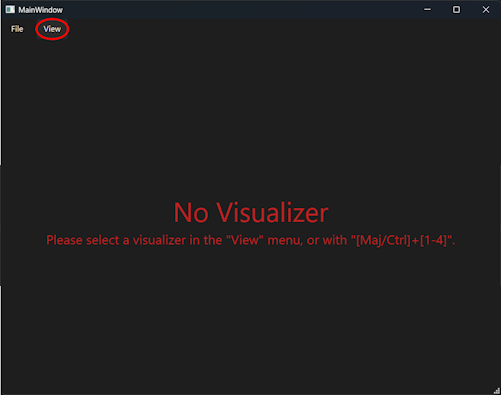 MainWindow
File View
No Visualizer
Please select a visualizer in the "View" menu, or with "[Maj/Ctrl]+[1-4]".